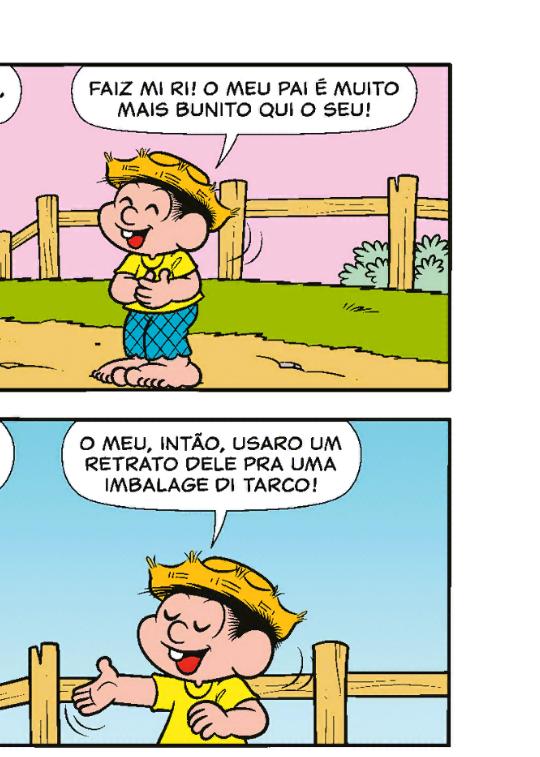 FAIZ MI RI! O MEU PAI É MUITO
MAIS BUNITO QUI O SEU!
O MEU, INTÃO, USARO UM
RETRATO DELE PRA UMA
IMBALAGE DI TARCO!